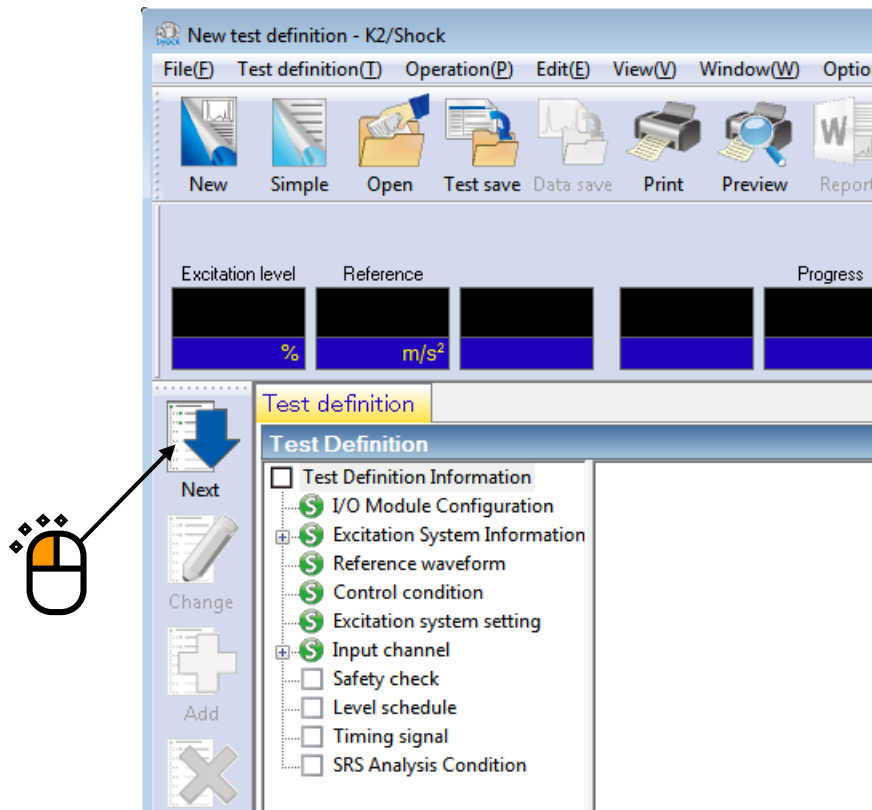 SHOCK New test definition - K2/Shock
File(F) Test definition(T) Operation(P) Edit(E) View(V) Window(W) Optio
New Simple Open Test save Data save Print Preview Report
Excitation level Reference Progress
% m/s²
Test definition
Test Definition
Test Definition Information
Next
I/O Module Configuration
Excitation System Information
Reference waveform
Control condition
Change
Excitation system setting
Input channel
Safety check
Add
Level schedule
Timing signal
SRS Analysis Condition